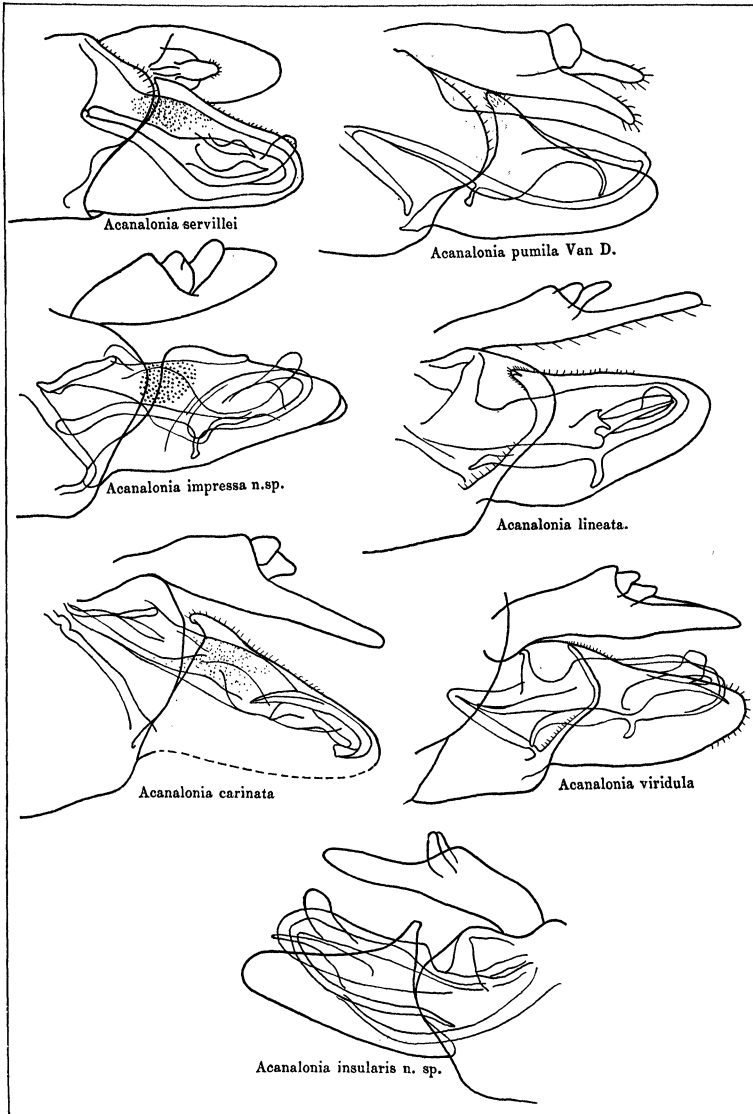 Acanalonia servillei
Acanalonia pumila Van D.
Acanalonia impressa n.sp.
Acanalonia lineata.
Acanalonia carinata
Acanalonia viridula
Acanalonia insularis n. sp.